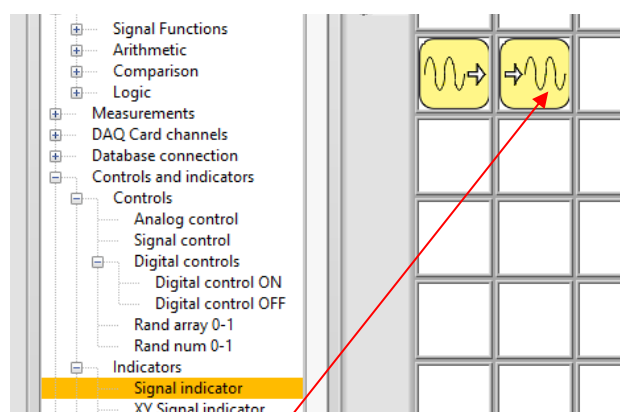 Signal Functions
Arithmetic
Comparison
Logic
Measurements
DAQ Card channels
Database connection
Controls and indicators
Controls
Analog control
Signal control
Digital controls
Digital control ON
Digital control OFF
Rand array 0-1
Rand num 0-1
Indicators
Signal indicator
XY Signal indicator